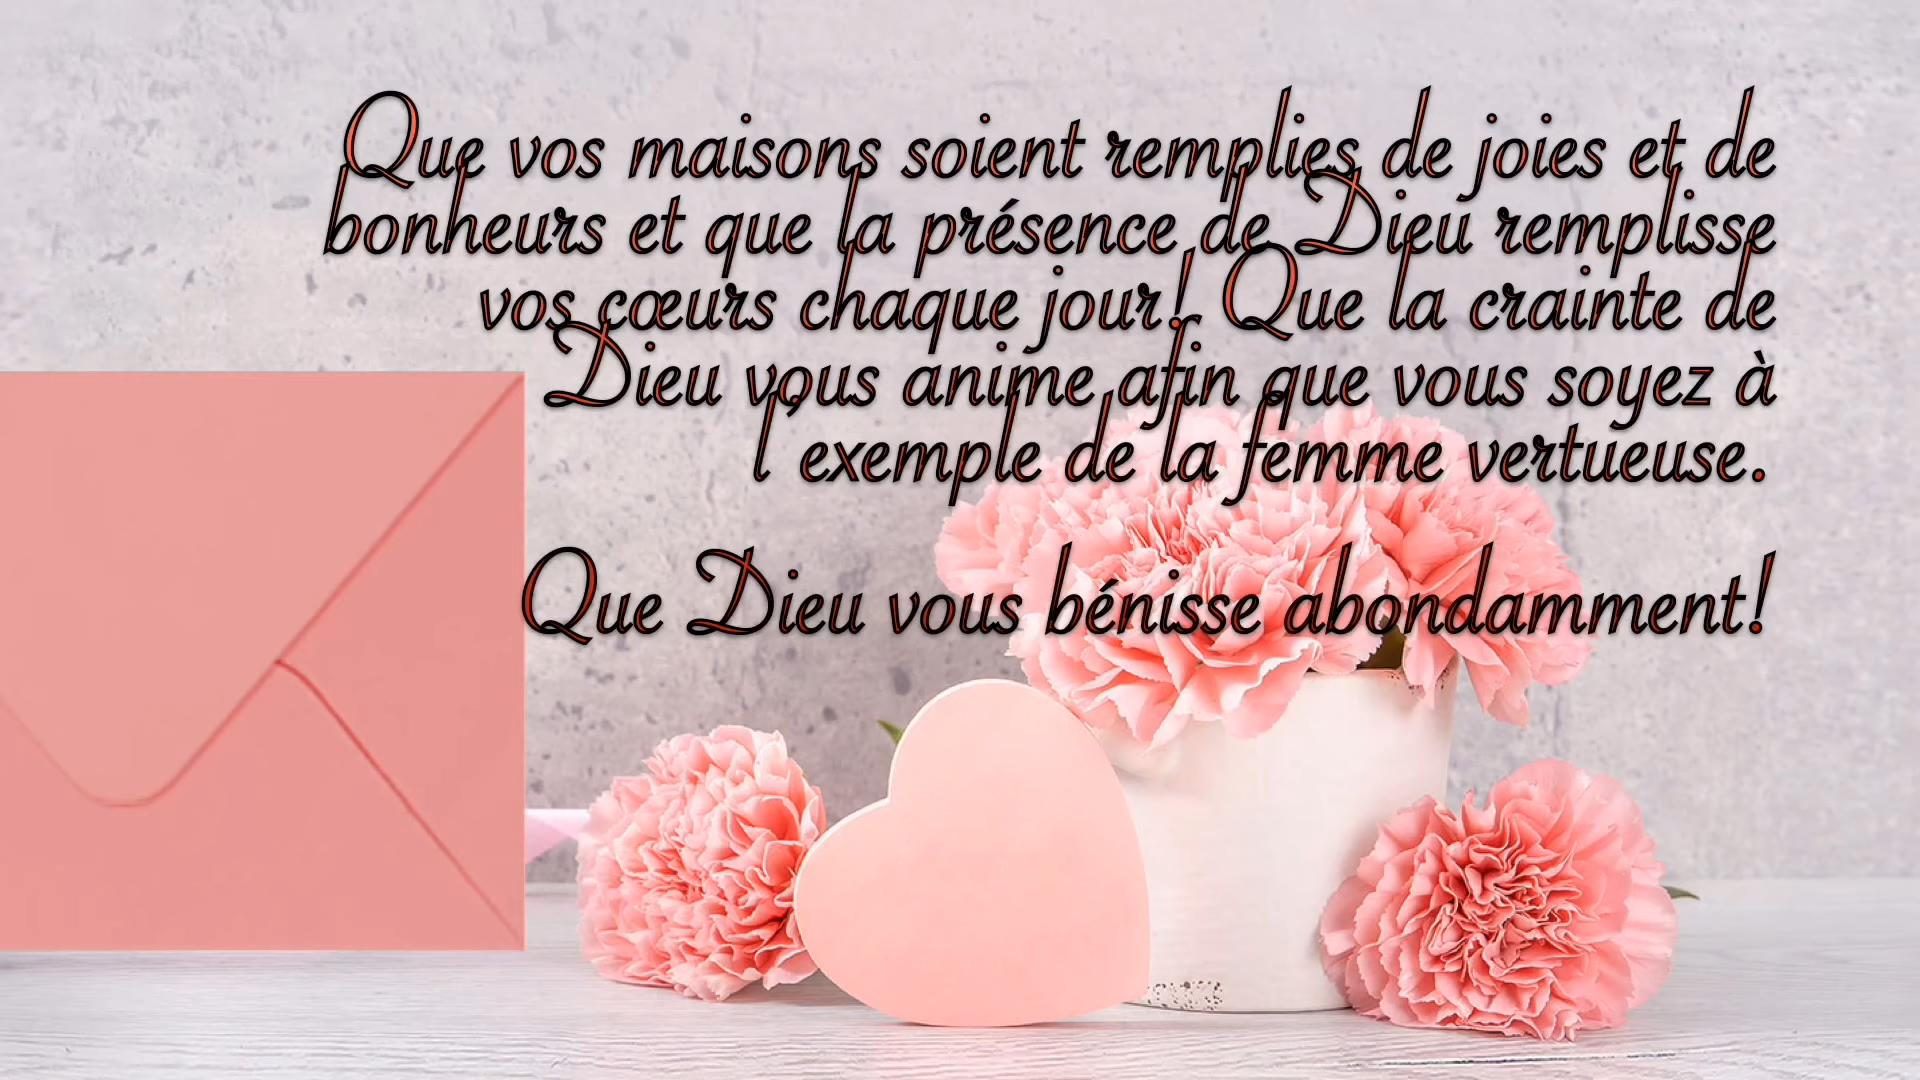 Que vos maisons soient remplies de joies et de
bonheurs et que la présence de Dieu remplisse
vos cœurs chaque jour! Que la crainte de
Dieu vous anime afin que vous soyez à
l'exemple de la femme vertueuse.
Que Dieu vous bénisse abondamment!